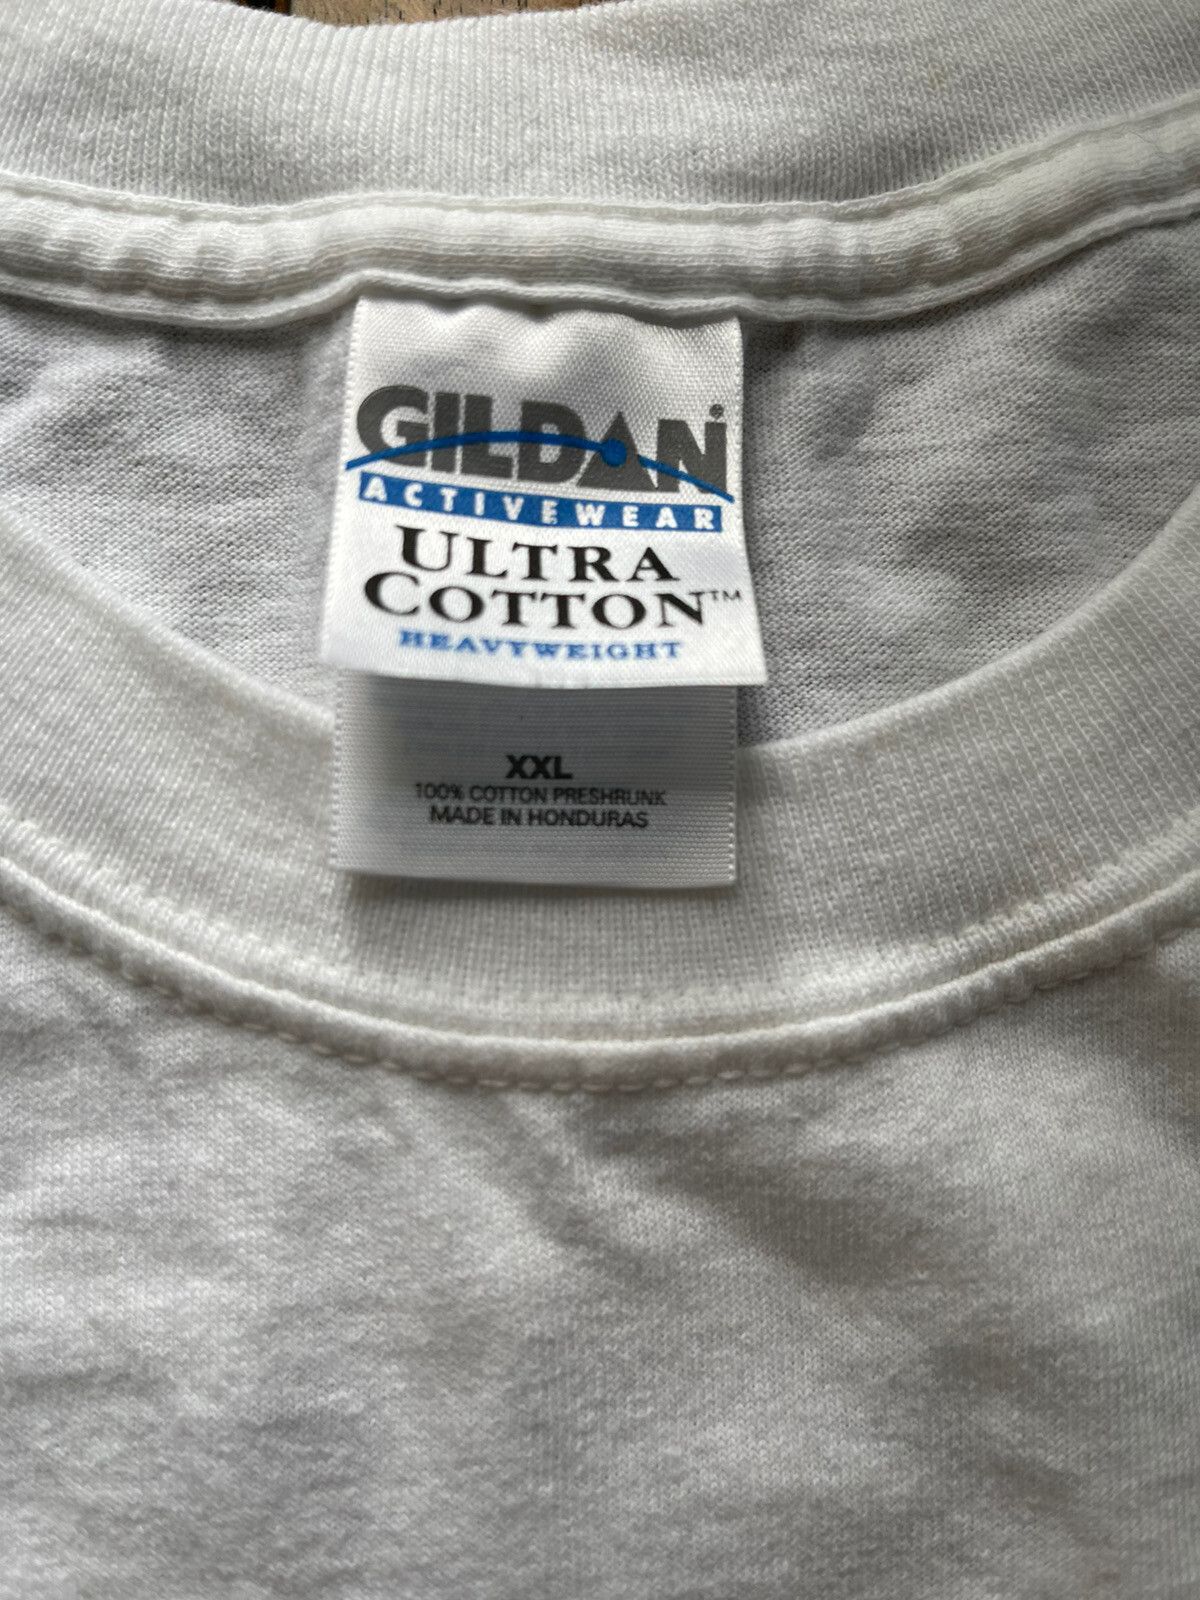 GILDAN
ACTIVEWEAR
ULTRA
COTTON™
HEAVYWEIGHT
XXL
100% COTTON PRESHRUNK
MADE IN HONDURAS